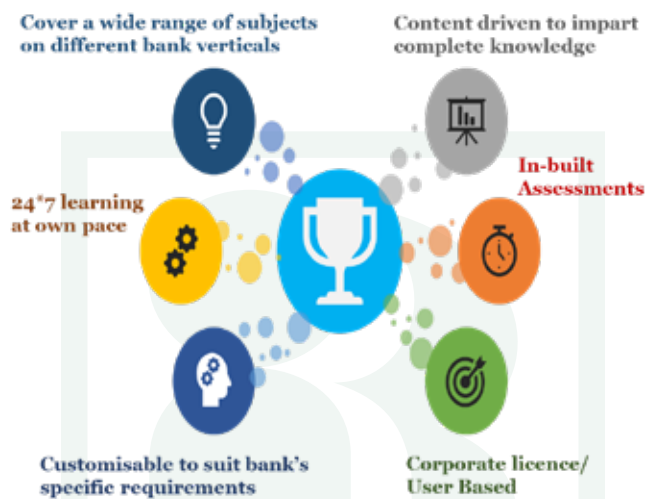 Cover a wide range of subjects
on different bank verticals
Content driven to impart
complete knowledge
24*7 learning
at own pace
In-built
Assessments
Customisable to suit bank's
specific requirements
Corporate licence/
User Based